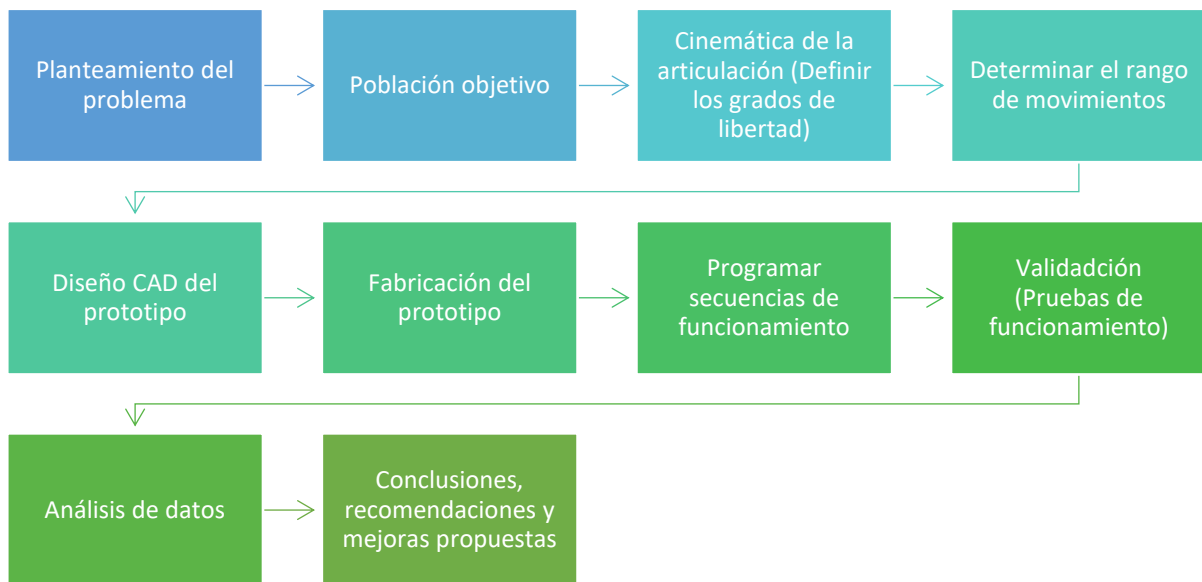 Planteamiento del
problema
Población objetivo
Cinemática de la
articulación (Definir
los grados de
libertad)
Determinar el rango
de movimientos
Diseño CAD del
prototipo
Fabricación del
prototipo
Programar
secuencias de
funcionamiento
Validadción
(Pruebas de
funcionamiento)
Análisis de datos
Conclusiones,
recomendaciones y
mejoras propuestas